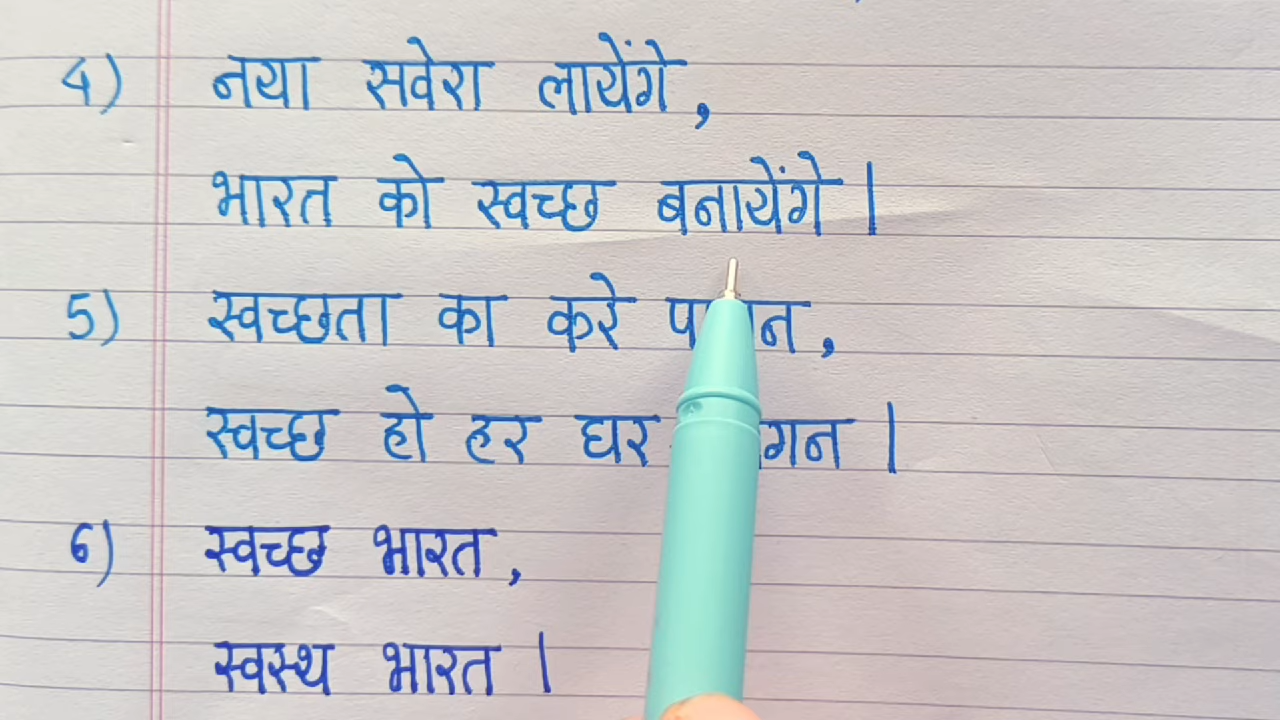 4) नया सवेरा लायेंगे,
भारत को स्वच्छ बनायेंगे।
5) स्वच्छता का करे
स्वच्छ हो हर घर
6) स्वच्छ भारत,
स्वस्थ भारत।